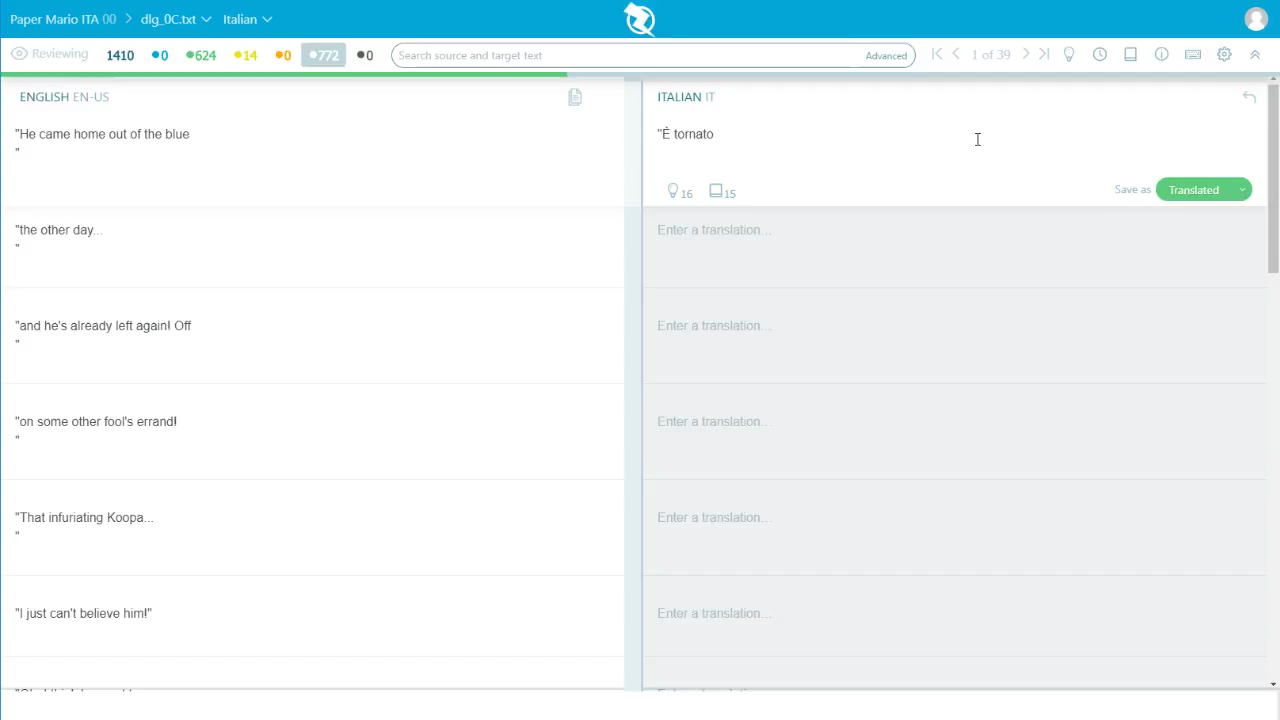 Paper Mario ITA 00 > dlg_0C.txt Italian
Reviewing 1410 0 624 14 0 772 0 Search source and target text Advanced 1 of 39
ENGLISH EN-US
ITALIAN IT
"He came home out of the blue
"
"È tornato
16 15 Save as Translated
"the other day...
"
Enter a translation...
"and he's already left again! Off
"
Enter a translation...
"on some other fool's errand!
"
Enter a translation...
"That infuriating Koopa...
"
Enter a translation...
"I just can't believe him!"
Enter a translation...